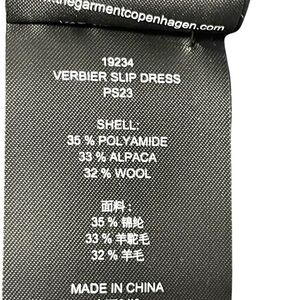 thegarmentcopenhagen.com
19234
VERBIER SLIP DRESS
PS23
SHELL:
35 % POLYAMIDE
33 % ALPACA
32 % WOOL
面料 :
35 % 锦纶
33 % 羊驼毛
32 % 羊毛
MADE IN CHINA